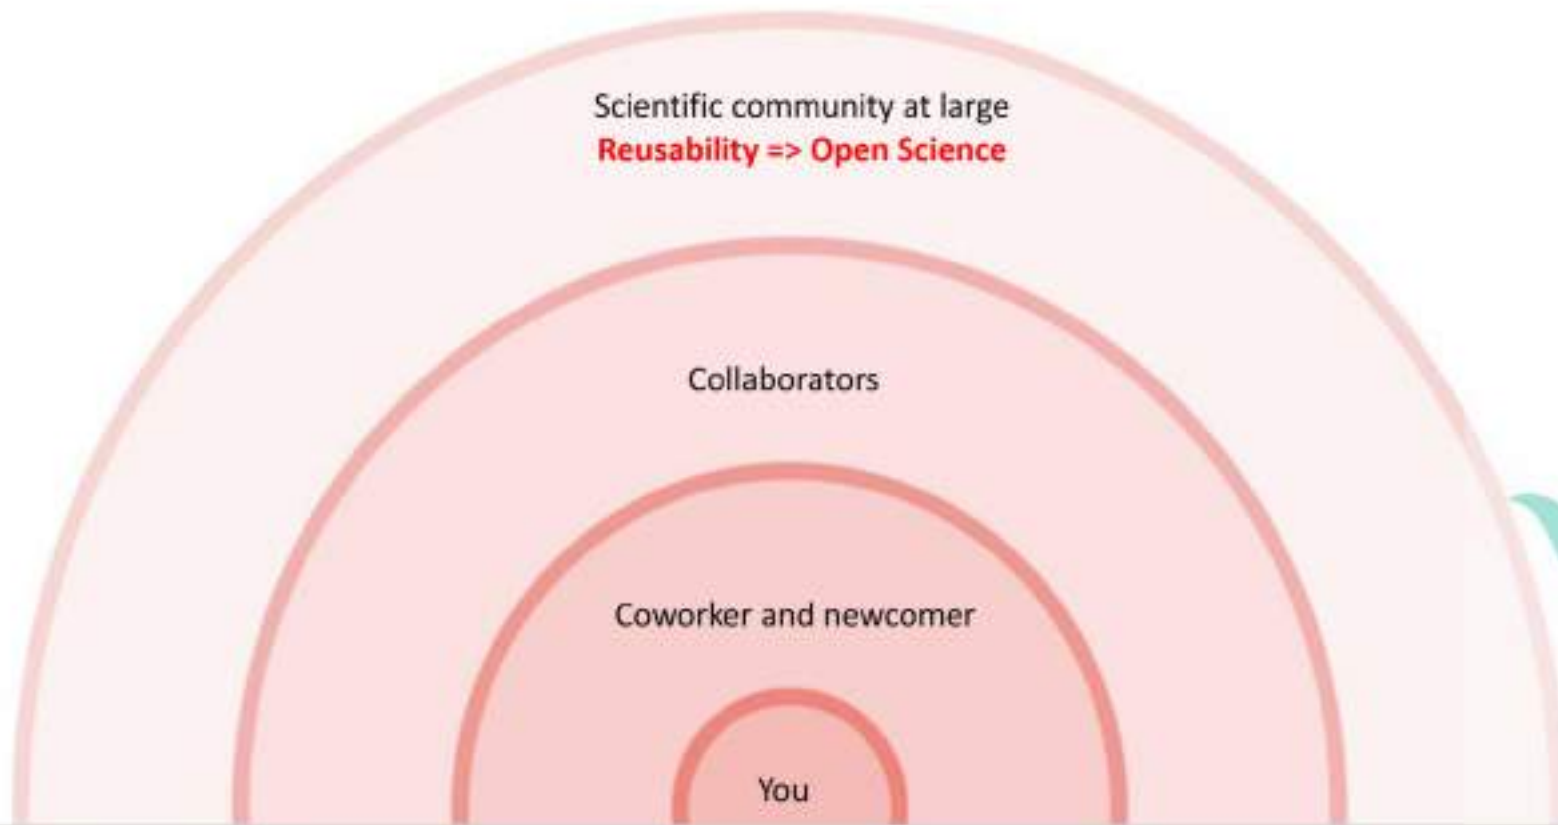 Scientific community at large
Reusability => Open Science
Collaborators
Coworker and newcomer
You